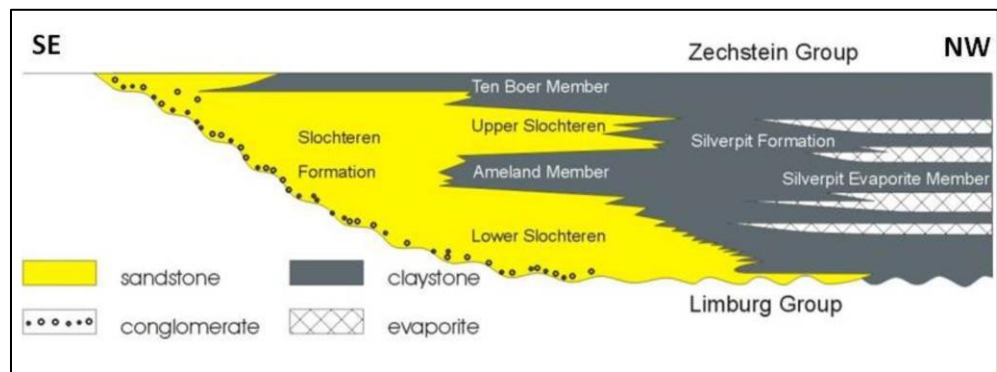 SE
Zechstein Group
NW
Ten Boer Member
Slochteren
Formation
Upper Slochteren
Silverpit Formation
Ameland Member
Silverpit Evaporite Member
Lower Slochteren
sandstone
claystone
Limburg Group
conglomerate
evaporite